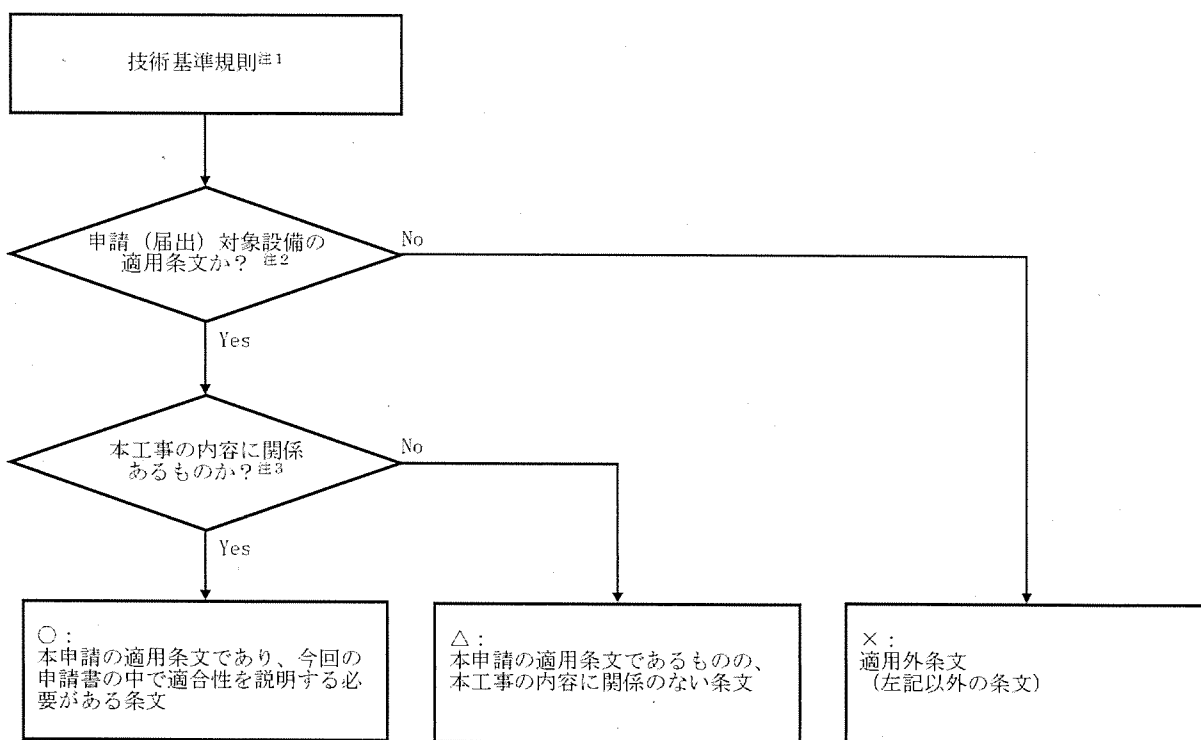 技術基準規則注1
申請（届出）対象設備の
適用条文か？ 注2
No
Yes
本工事の内容に関係
あるものか？注3
No
Yes
○：
本申請の適用条文であり、今回の
申請書の中で適合性を説明する必
要がある条文
△：
本申請の適用条文であるものの、
本工事の内容に関係のない条文
×：
適用外条文
（左記以外の条文）